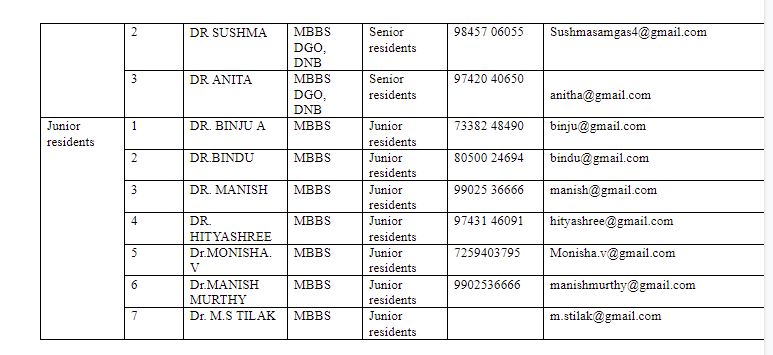 2 DR SUSHMA MBBS DGO, DNB Senior residents 98457 06055 Sushmasamgas4@gmail.com
3 DR ANITA MBBS DGO, DNB Senior residents 97420 40650 anitha@gmail.com
Junior residents 1 DR. BINJU A MBBS Junior residents 73382 48490 binju@gmail.com
2 DR.BINDU MBBS Junior residents 80500 24694 bindu@gmail.com
3 DR. MANISH MBBS Junior residents 99025 36666 manish@gmail.com
4 DR. HITYASHREE MBBS Junior residents 97431 46091 hityashree@gmail.com
5 Dr.MONISHA. V MBBS Junior residents 7259403795 Monisha.v@gmail.com
6 Dr.MANISH MURTHY MBBS Junior residents 9902536666 manishmurthy@gmail.com
7 Dr. M.S TILAK MBBS Junior residents m.stilak@gmail.com